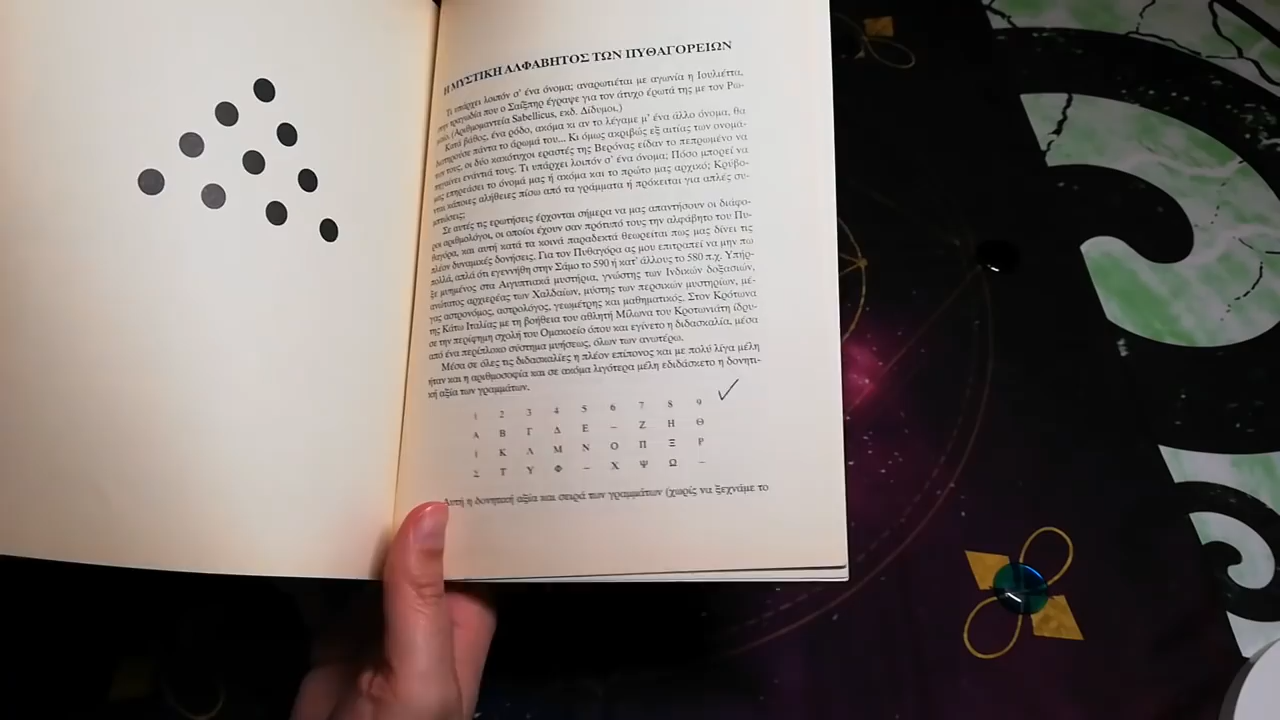 Η ΜΥΣΤΙΚΗ ΑΛΦΑΒΗΤΟΣ ΤΩΝ ΠΥΘΑΓΟΡΕΙΩΝ
Τι υπάρχει λοιπόν σ' ένα όνομα; αναρωτιέται με αγωνία η Ιουλιέττα,
στην τραγωδία που ο Σαίξπηρ έγραψε για τον άτυχο έρωτά της με τον Ρω-
μαίο. (Αριθμομαντεία Sabellicus, εκδ. Δίδυμοι.)
Κατά βάθος, ένα ρόδο, ακόμα κι αν το λέγαμε μ' ένα άλλο όνομα, θα
διατηρούσε πάντα το άρωμά του... Κι όμως ακριβώς εξ αιτίας των ονομά-
των τους, οι δύο κακότυχοι εραστές της Βερόνας είδαν το πεπρωμένο να
πηγαίνει ενάντιά τους. Τι υπάρχει λοιπόν σ' ένα όνομα; Πόσο μπορεί να
μας επηρεάσει το όνομά μας ή ακόμα και το πρώτο μας αρχικό; Κρύβο-
νται κάποιες αλήθειες πίσω από τα γράμματα ή πρόκειται για απλές συ-
μπτώσεις;
Σε αυτές τις ερωτήσεις έρχονται σήμερα να μας απαντήσουν οι διάφο-
ροι αριθμολόγοι, οι οποίοι έχουν σαν πρότυπό τους την αλφάβητο του Πυ-
θαγόρα, και αυτή κατά τα κοινά παραδεκτά θεωρείται πως μας δίνει τις
πλέον δυναμικές δονήσεις. Για τον Πυθαγόρα ας μου επιτραπεί να μην πω
πολλά, απλά ότι εγεννήθη στην Σάμο το 590 ή κατ' άλλους το 580 π.χ. Υπήρ-
ξε μυημένος στα Αιγυπτιακά μυστήρια, γνώστης των Ινδικών δοξασιών,
ανώτατος αρχιερέας των Χαλδαίων, μύστης των περσικών μυστηρίων, μέ-
γας αστρονόμος, αστρολόγος, γεωμέτρης και μαθηματικός. Στον Κρότωνα
της Κάτω Ιταλίας με τη βοήθεια του αθλητή Μίλωνα του Κροτωνιάτη ίδρυ-
σε την περίφημη σχολή του Ομακοείο όπου και εγίνετο η διδασκαλία, μέσα
από ένα περίπλοκο σύστημα μυήσεως, όλων των ανωτέρω.
Μέσα σε όλες τις διδασκαλίες η πλέον επίπονος και με πολύ λίγα μέλη
ήταν και η αριθμοσοφία και σε ακόμα λιγότερα μέλη εδιδάσκετο η δονητι-
κή αξία των γραμμάτων.
1 2 3 4 5 6 7 8 9
Α Β Γ Δ Ε – Ζ Η Θ
Ι Κ Λ Μ Ν Ο Π Ξ Ρ
Σ Τ Υ Φ – Χ Ψ Ω –
Αυτή η δονητική αξία και σειρά των γραμμάτων (χωρίς να ξεχνάμε το